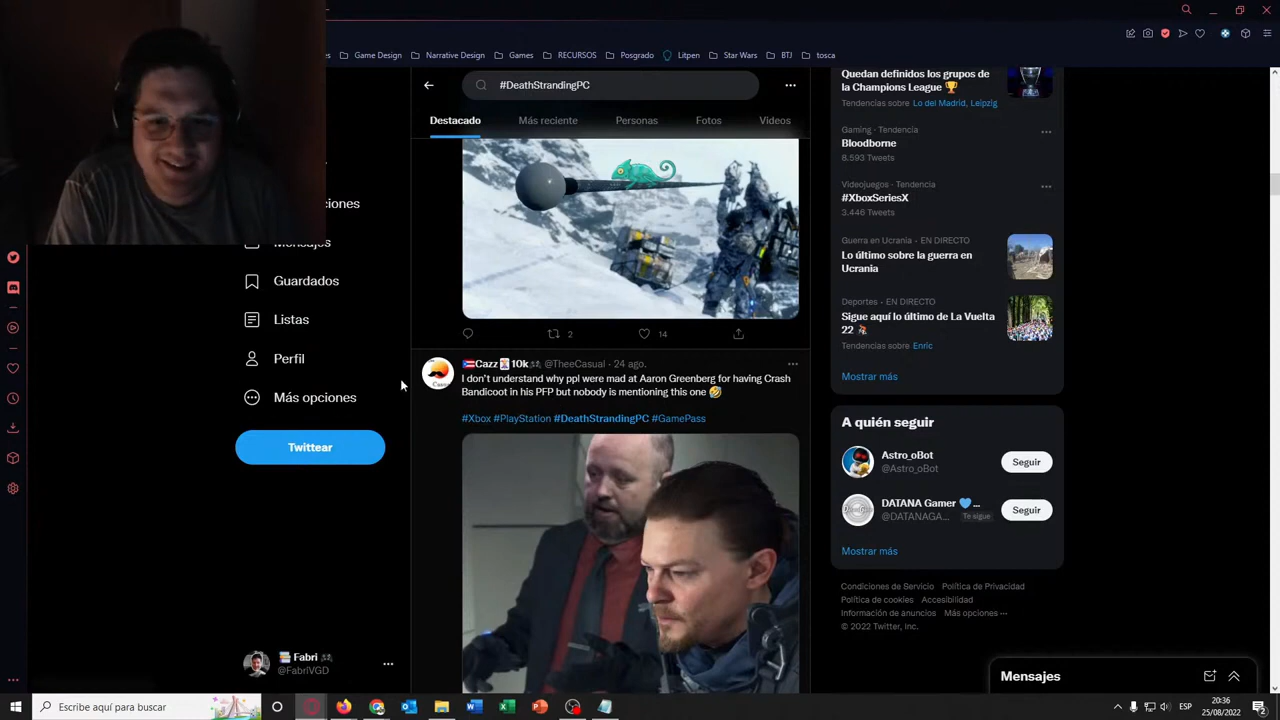 Game Design
Narrative Design
Games
RECURSOS
Posgrado
Litpen
Star Wars
BTJ
tosca
#DeathStrandingPC
Destacado
Más reciente
Personas
Fotos
Videos
Mensajes
Guardados
Listas
Perfil
Más opciones
Twittear
Fabri
@FabriVGD
2
14
Cazz 10k @TheeCasual · 24 ago.
I don't understand why ppl were mad at Aaron Greenberg for having Crash
Bandicoot in his PFP but nobody is mentioning this one 🤣
#Xbox #PlayStation #DeathStrandingPC #GamePass
Quedan definidos los grupos de
la Champions League 🏆
Tendencias sobre Lo del Madrid, Leipzig
Gaming · Tendencia
Bloodborne
8.593 Tweets
Videojuegos · Tendencia
#XboxSeriesX
3.446 Tweets
Guerra en Ucrania · EN DIRECTO
Lo último sobre la guerra en
Ucrania
Deportes · EN DIRECTO
Sigue aquí lo último de La Vuelta
22
Tendencias sobre Enric
Mostrar más
A quién seguir
Astro_oBot
@Astro_oBot
Seguir
DATANA Gamer 💙...
@DATANAGA... Te sigue
Seguir
Mostrar más
Condiciones de Servicio Política de Privacidad
Política de cookies Accesibilidad
Información de anuncios Más opciones ···
© 2022 Twitter, Inc.
Mensajes
Escribe aquí para buscar
ESP
20:36
25/08/2022